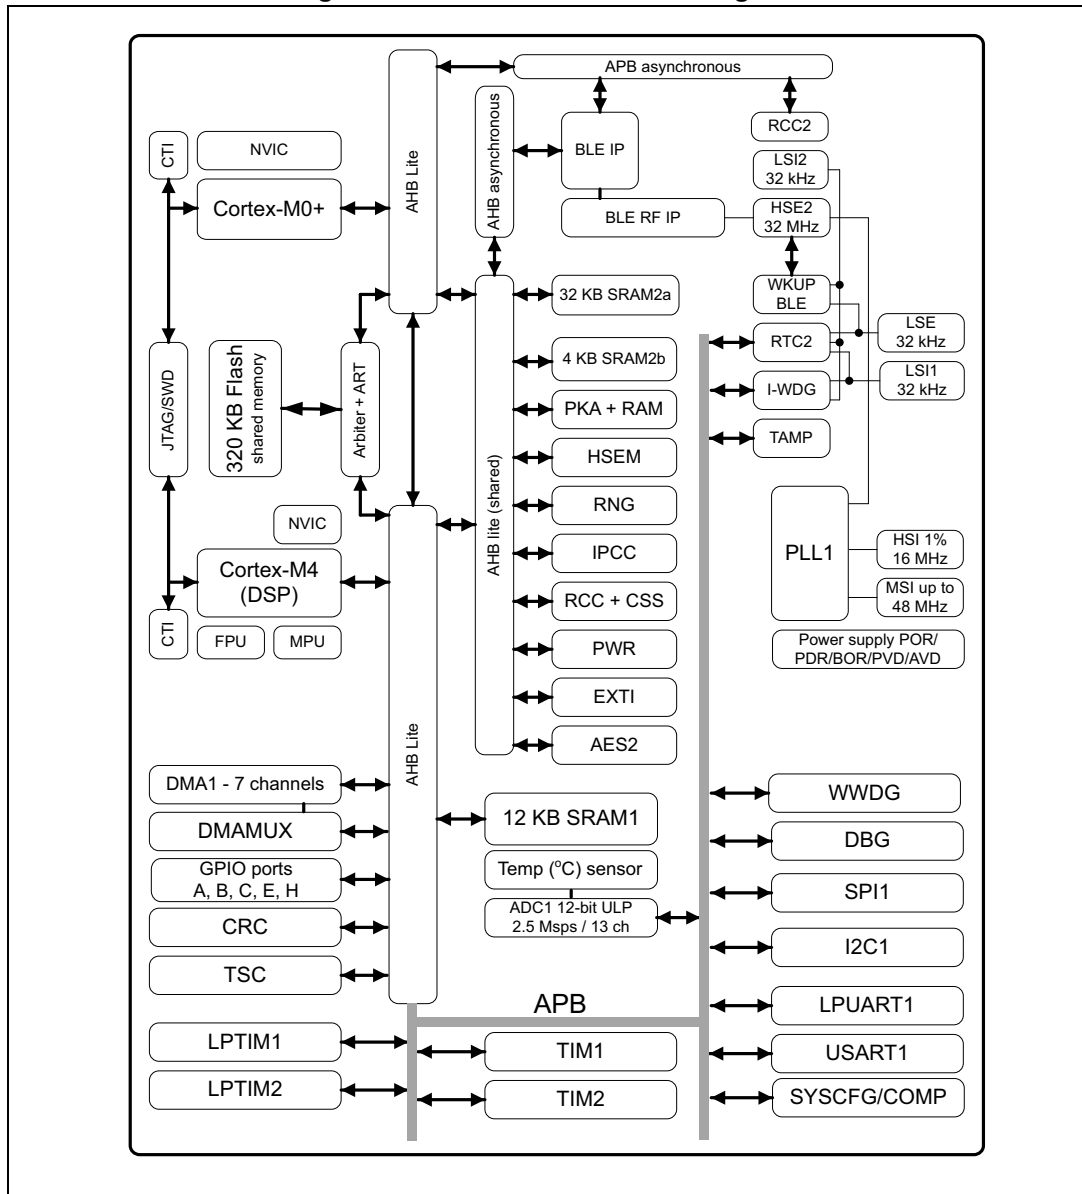 APB asynchronous
RCC2
CTI
NVIC
AHB Lite
AHB asynchronous
BLE IP
LSI2
32 kHz
Cortex-M0+
BLE RF IP
HSE2
32 MHz
32 KB SRAM2a
WKUP
BLE
LSE
32 kHz
RTC2
JTAG/SWD
320 KB Flash
shared memory
Arbiter + ART
4 KB SRAM2b
LSI1
32 kHz
I-WDG
PKA + RAM
TAMP
HSEM
AHB lite (shared)
RNG
NVIC
PLL1
HSI 1%
16 MHz
IPCC
Cortex-M4
(DSP)
MSI up to
48 MHz
RCC + CSS
CTI
FPU
MPU
PWR
Power supply POR/
PDR/BOR/PVD/AVD
EXTI
AES2
AHB Lite
DMA1 - 7 channels
WWDG
12 KB SRAM1
DMAMUX
DBG
Temp (oC) sensor
GPIO ports
A, B, C, E, H
SPI1
ADC1 12-bit ULP
2.5 Msps / 13 ch
CRC
I2C1
TSC
APB
LPUART1
LPTIM1
TIM1
USART1
LPTIM2
TIM2
SYSCFG/COMP